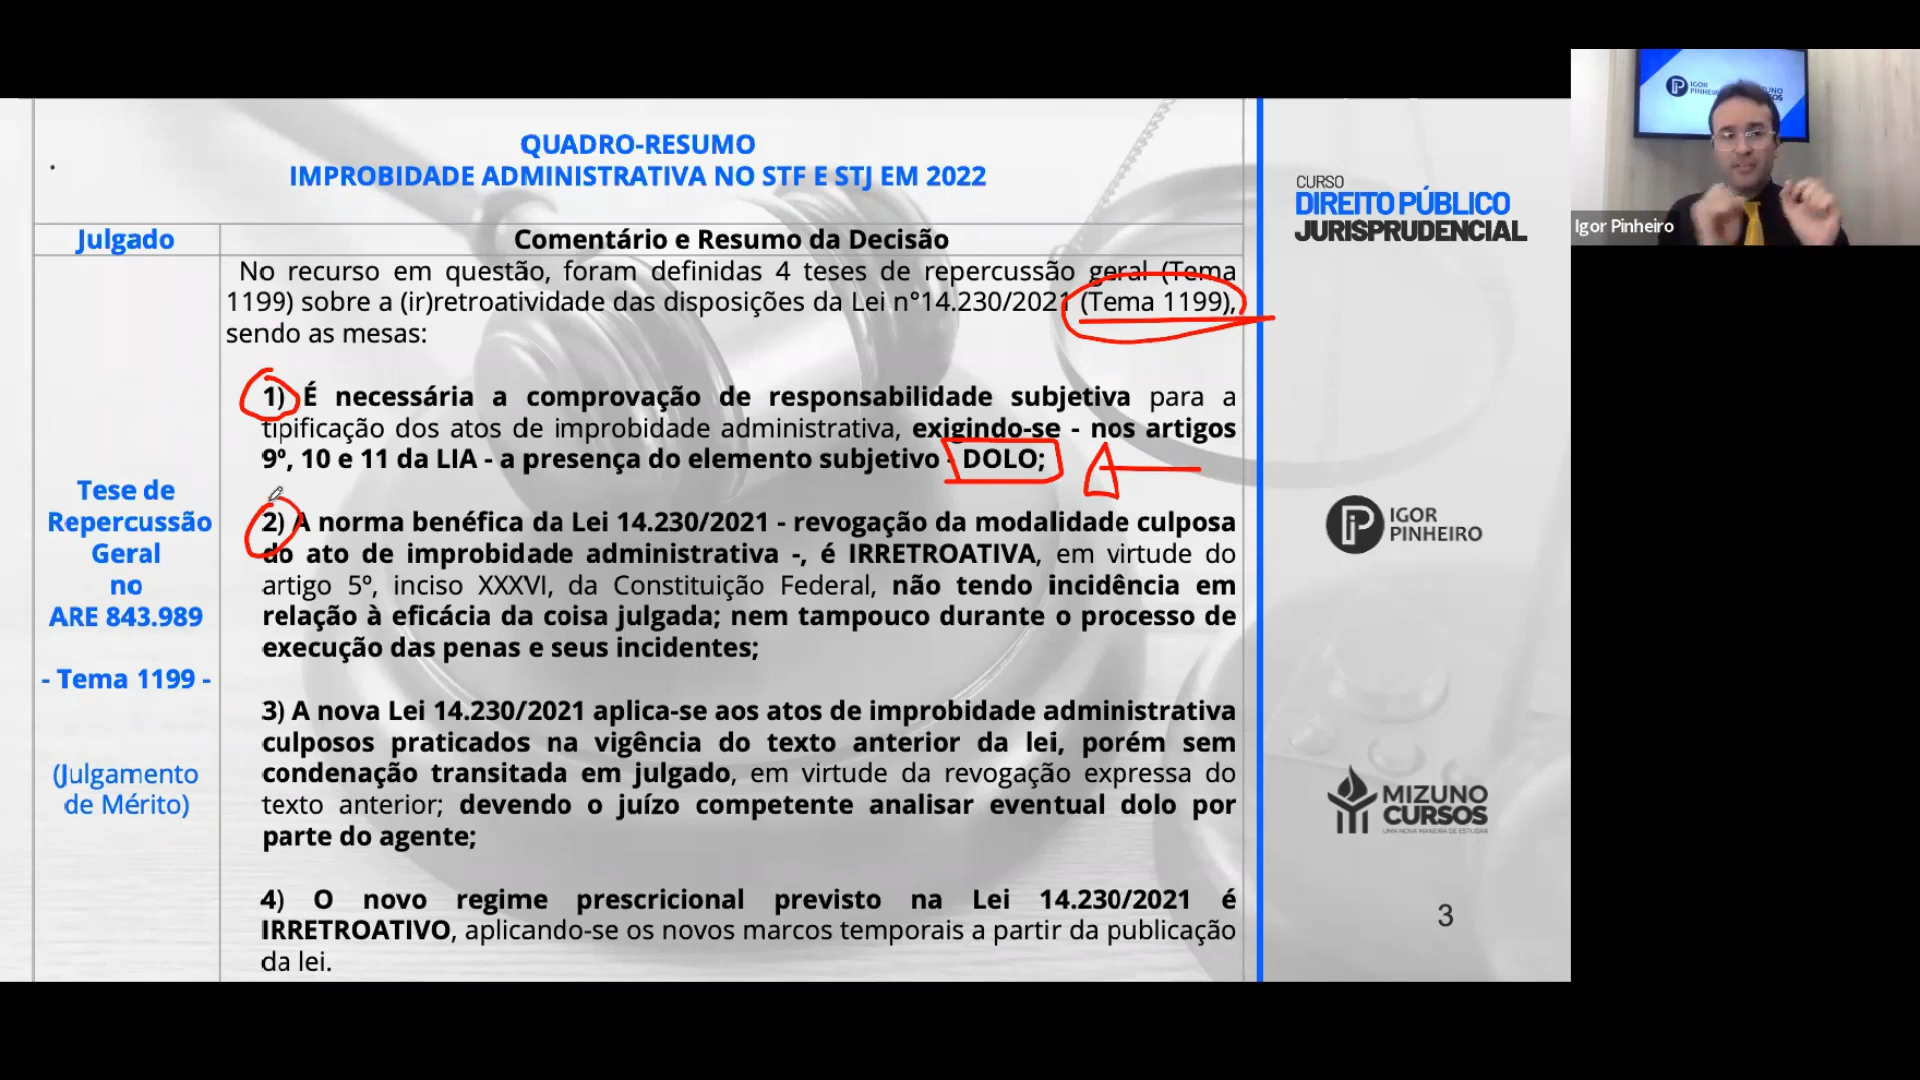 QUADRO-RESUMO
IMPROBIDADE ADMINISTRATIVA NO STF E STJ EM 2022
Julgado
Comentário e Resumo da Decisão
Tese de
Repercussão
Geral
no
ARE 843.989
- Tema 1199 -
(Julgamento
de Mérito)
No recurso em questão, foram definidas 4 teses de repercussão geral (Tema
1199) sobre a (ir)retroatividade das disposições da Lei n°14.230/2021 (Tema 1199),
sendo as mesas:
1) É necessária a comprovação de responsabilidade subjetiva para a
tipificação dos atos de improbidade administrativa, exigindo-se - nos artigos
9º, 10 e 11 da LIA - a presença do elemento subjetivo - DOLO;
2) A norma benéfica da Lei 14.230/2021 - revogação da modalidade culposa
do ato de improbidade administrativa -, é IRRETROATIVA, em virtude do
artigo 5º, inciso XXXVI, da Constituição Federal, não tendo incidência em
relação à eficácia da coisa julgada; nem tampouco durante o processo de
execução das penas e seus incidentes;
3) A nova Lei 14.230/2021 aplica-se aos atos de improbidade administrativa
culposos praticados na vigência do texto anterior da lei, porém sem
condenação transitada em julgado, em virtude da revogação expressa do
texto anterior; devendo o juízo competente analisar eventual dolo por
parte do agente;
4) O novo regime prescricional previsto na Lei 14.230/2021 é
IRRETROATIVO, aplicando-se os novos marcos temporais a partir da publicação
da lei.
CURSO
DIREITO PÚBLICO
JURISPRUDENCIAL
IGOR
PINHEIRO
MIZUNO
CURSOS
UMA NOVA MANEIRA DE ESTUDAR
3
IGOR
Igor Pinheiro